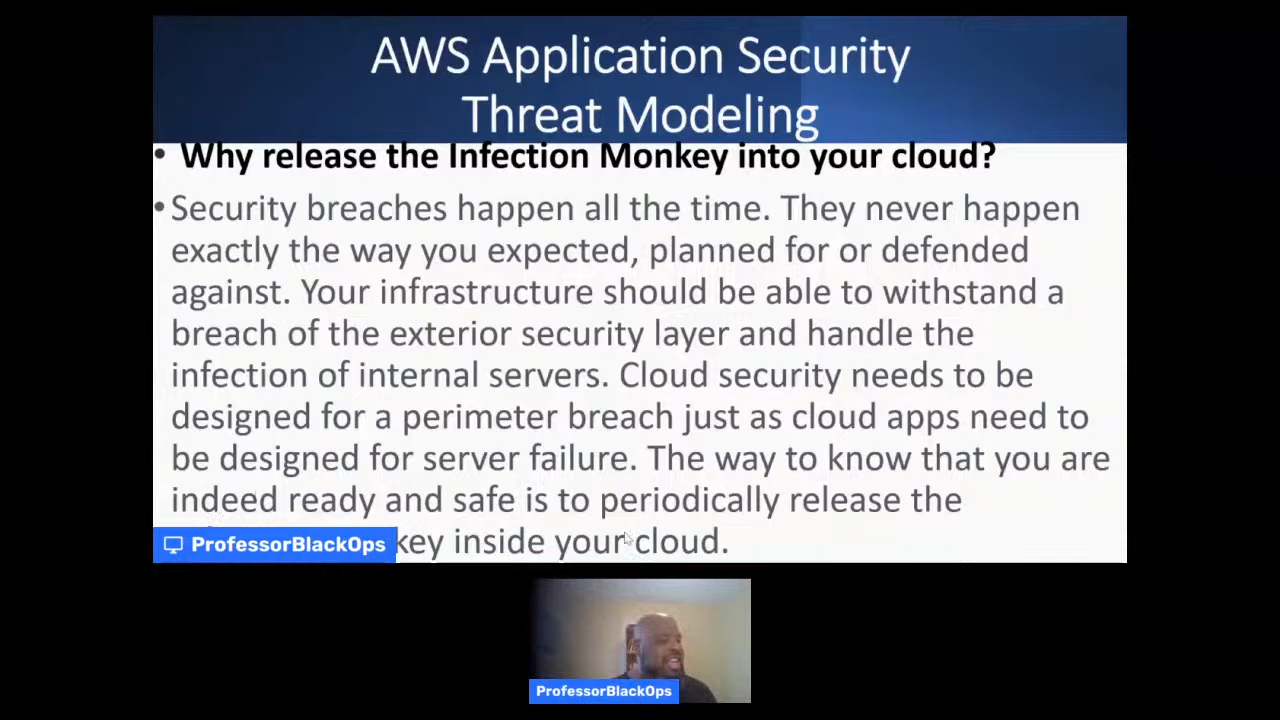 AWS Application Security
Threat Modeling
• Why release the Infection Monkey into your cloud?
• Security breaches happen all the time. They never happen
exactly the way you expected, planned for or defended
against. Your infrastructure should be able to withstand a
breach of the exterior security layer and handle the
infection of internal servers. Cloud security needs to be
designed for a perimeter breach just as cloud apps need to
be designed for server failure. The way to know that you are
indeed ready and safe is to periodically release the
key inside your cloud.
ProfessorBlackOps
ProfessorBlackOps